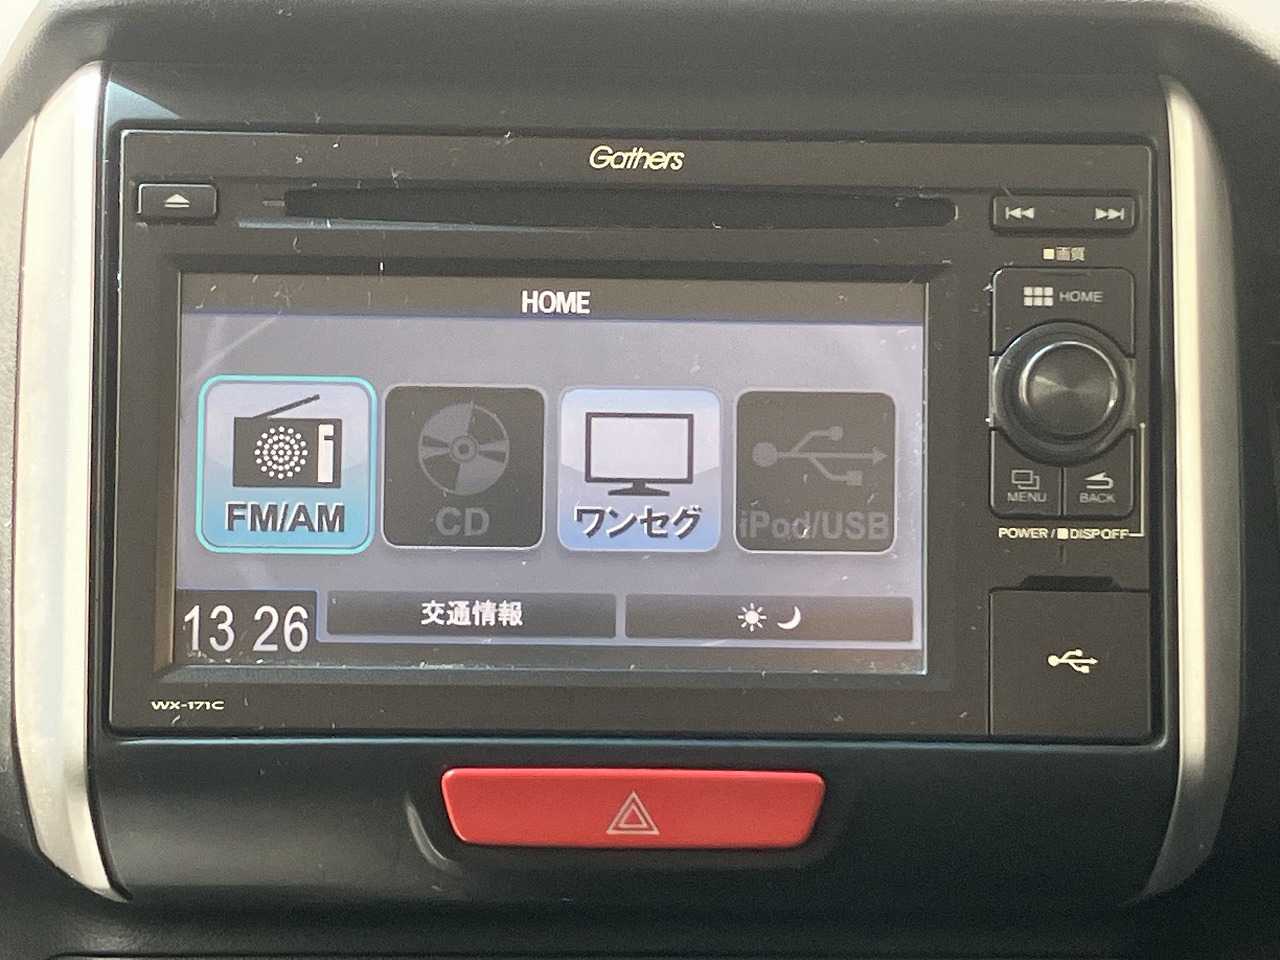 Gathers
■画質
HOME
HOME
FM/AM
CD
ワンセグ
iPod/USB
MENU
BACK
POWER/■DISP OFF
13 26
交通情報
WX-171C